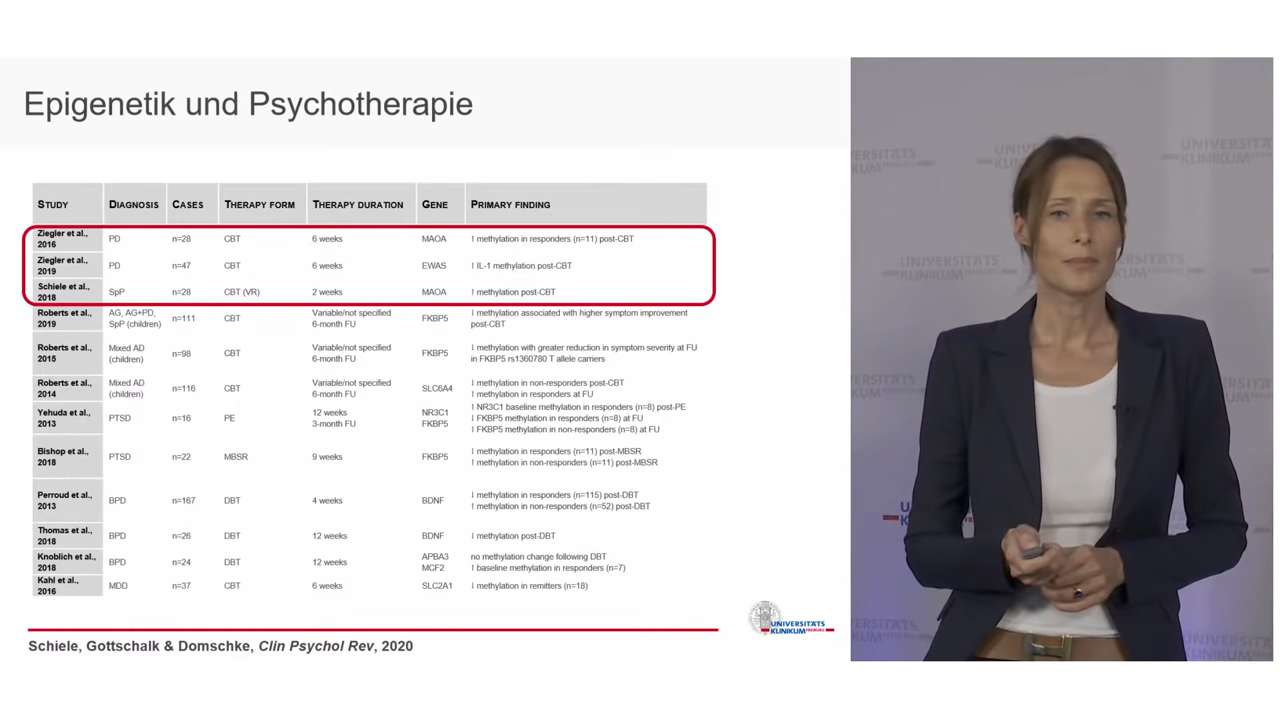 Epigenetik und Psychotherapie
STUDY DIAGNOSIS CASES THERAPY FORM THERAPY DURATION GENE PRIMARY FINDING
Ziegler et al., 2016 PD n=28 CBT 6 weeks MAOA ↑ methylation in responders (n=11) post-CBT
Ziegler et al., 2019 PD n=47 CBT 6 weeks EWAS ↑ IL-1 methylation post-CBT
Schiele et al., 2018 SpP n=28 CBT (VR) 2 weeks MAOA ↑ methylation post-CBT
Roberts et al., 2019 AG, AG+PD, SpP (children) n=111 CBT Variable/not specified 6-month FU FKBP5 ↓ methylation associated with higher symptom improvement post-CBT
Roberts et al., 2015 Mixed AD (children) n=98 CBT Variable/not specified 6-month FU FKBP5 ↓ methylation with greater reduction in symptom severity at FU in FKBP5 rs1360780 T allele carriers
Roberts et al., 2014 Mixed AD (children) n=116 CBT Variable/not specified 6-month FU SLC6A4 ↓ methylation in non-responders post-CBT ↑ methylation in responders at FU
Yehuda et al., 2013 PTSD n=16 PE 12 weeks 3-month FU NR3C1 FKBP5 ↑ NR3C1 baseline methylation in responders (n=8) post-PE ↓ FKBP5 methylation in responders (n=8) at FU ↑ FKBP5 methylation in non-responders (n=8) at FU
Bishop et al., 2018 PTSD n=22 MBSR 9 weeks FKBP5 ↓ methylation in responders (n=11) post-MBSR ↑ methylation in non-responders (n=11) post-MBSR
Perroud et al., 2013 BPD n=167 DBT 4 weeks BDNF ↓ methylation in responders (n=115) post-DBT ↑ methylation in non-responders (n=52) post-DBT
Thomas et al., 2018 BPD n=26 DBT 12 weeks BDNF ↓ methylation post-DBT
Knoblich et al., 2018 BPD n=24 DBT 12 weeks APBA3 MCF2 no methylation change following DBT ↑ baseline methylation in responders (n=7)
Kahl et al., 2016 MDD n=37 CBT 6 weeks SLC2A1 ↓ methylation in remitters (n=18)
UNIVERSITÄTS
KLINIKUM FREIBURG
Schiele, Gottschalk & Domschke, Clin Psychol Rev, 2020
UNIVERSITÄTS
KLINIKUM